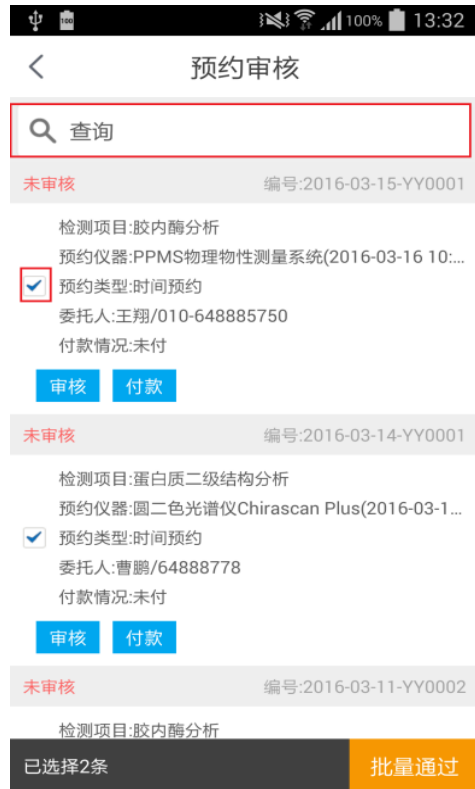 100 100% 13:32
预约审核
查询
未审核 编号:2016-03-15-YY0001
检测项目:胶内酶分析
预约仪器:PPMS物理物性测量系统(2016-03-16 10:...
预约类型:时间预约
委托人:王翔/010-648885750
付款情况:未付
审核 付款
未审核 编号:2016-03-14-YY0001
检测项目:蛋白质二级结构分析
预约仪器:圆二色光谱仪Chirascan Plus(2016-03-1...
预约类型:时间预约
委托人:曹鹏/64888778
付款情况:未付
审核 付款
未审核 编号:2016-03-11-YY0002
检测项目:胶内酶分析
已选择2条 批量通过